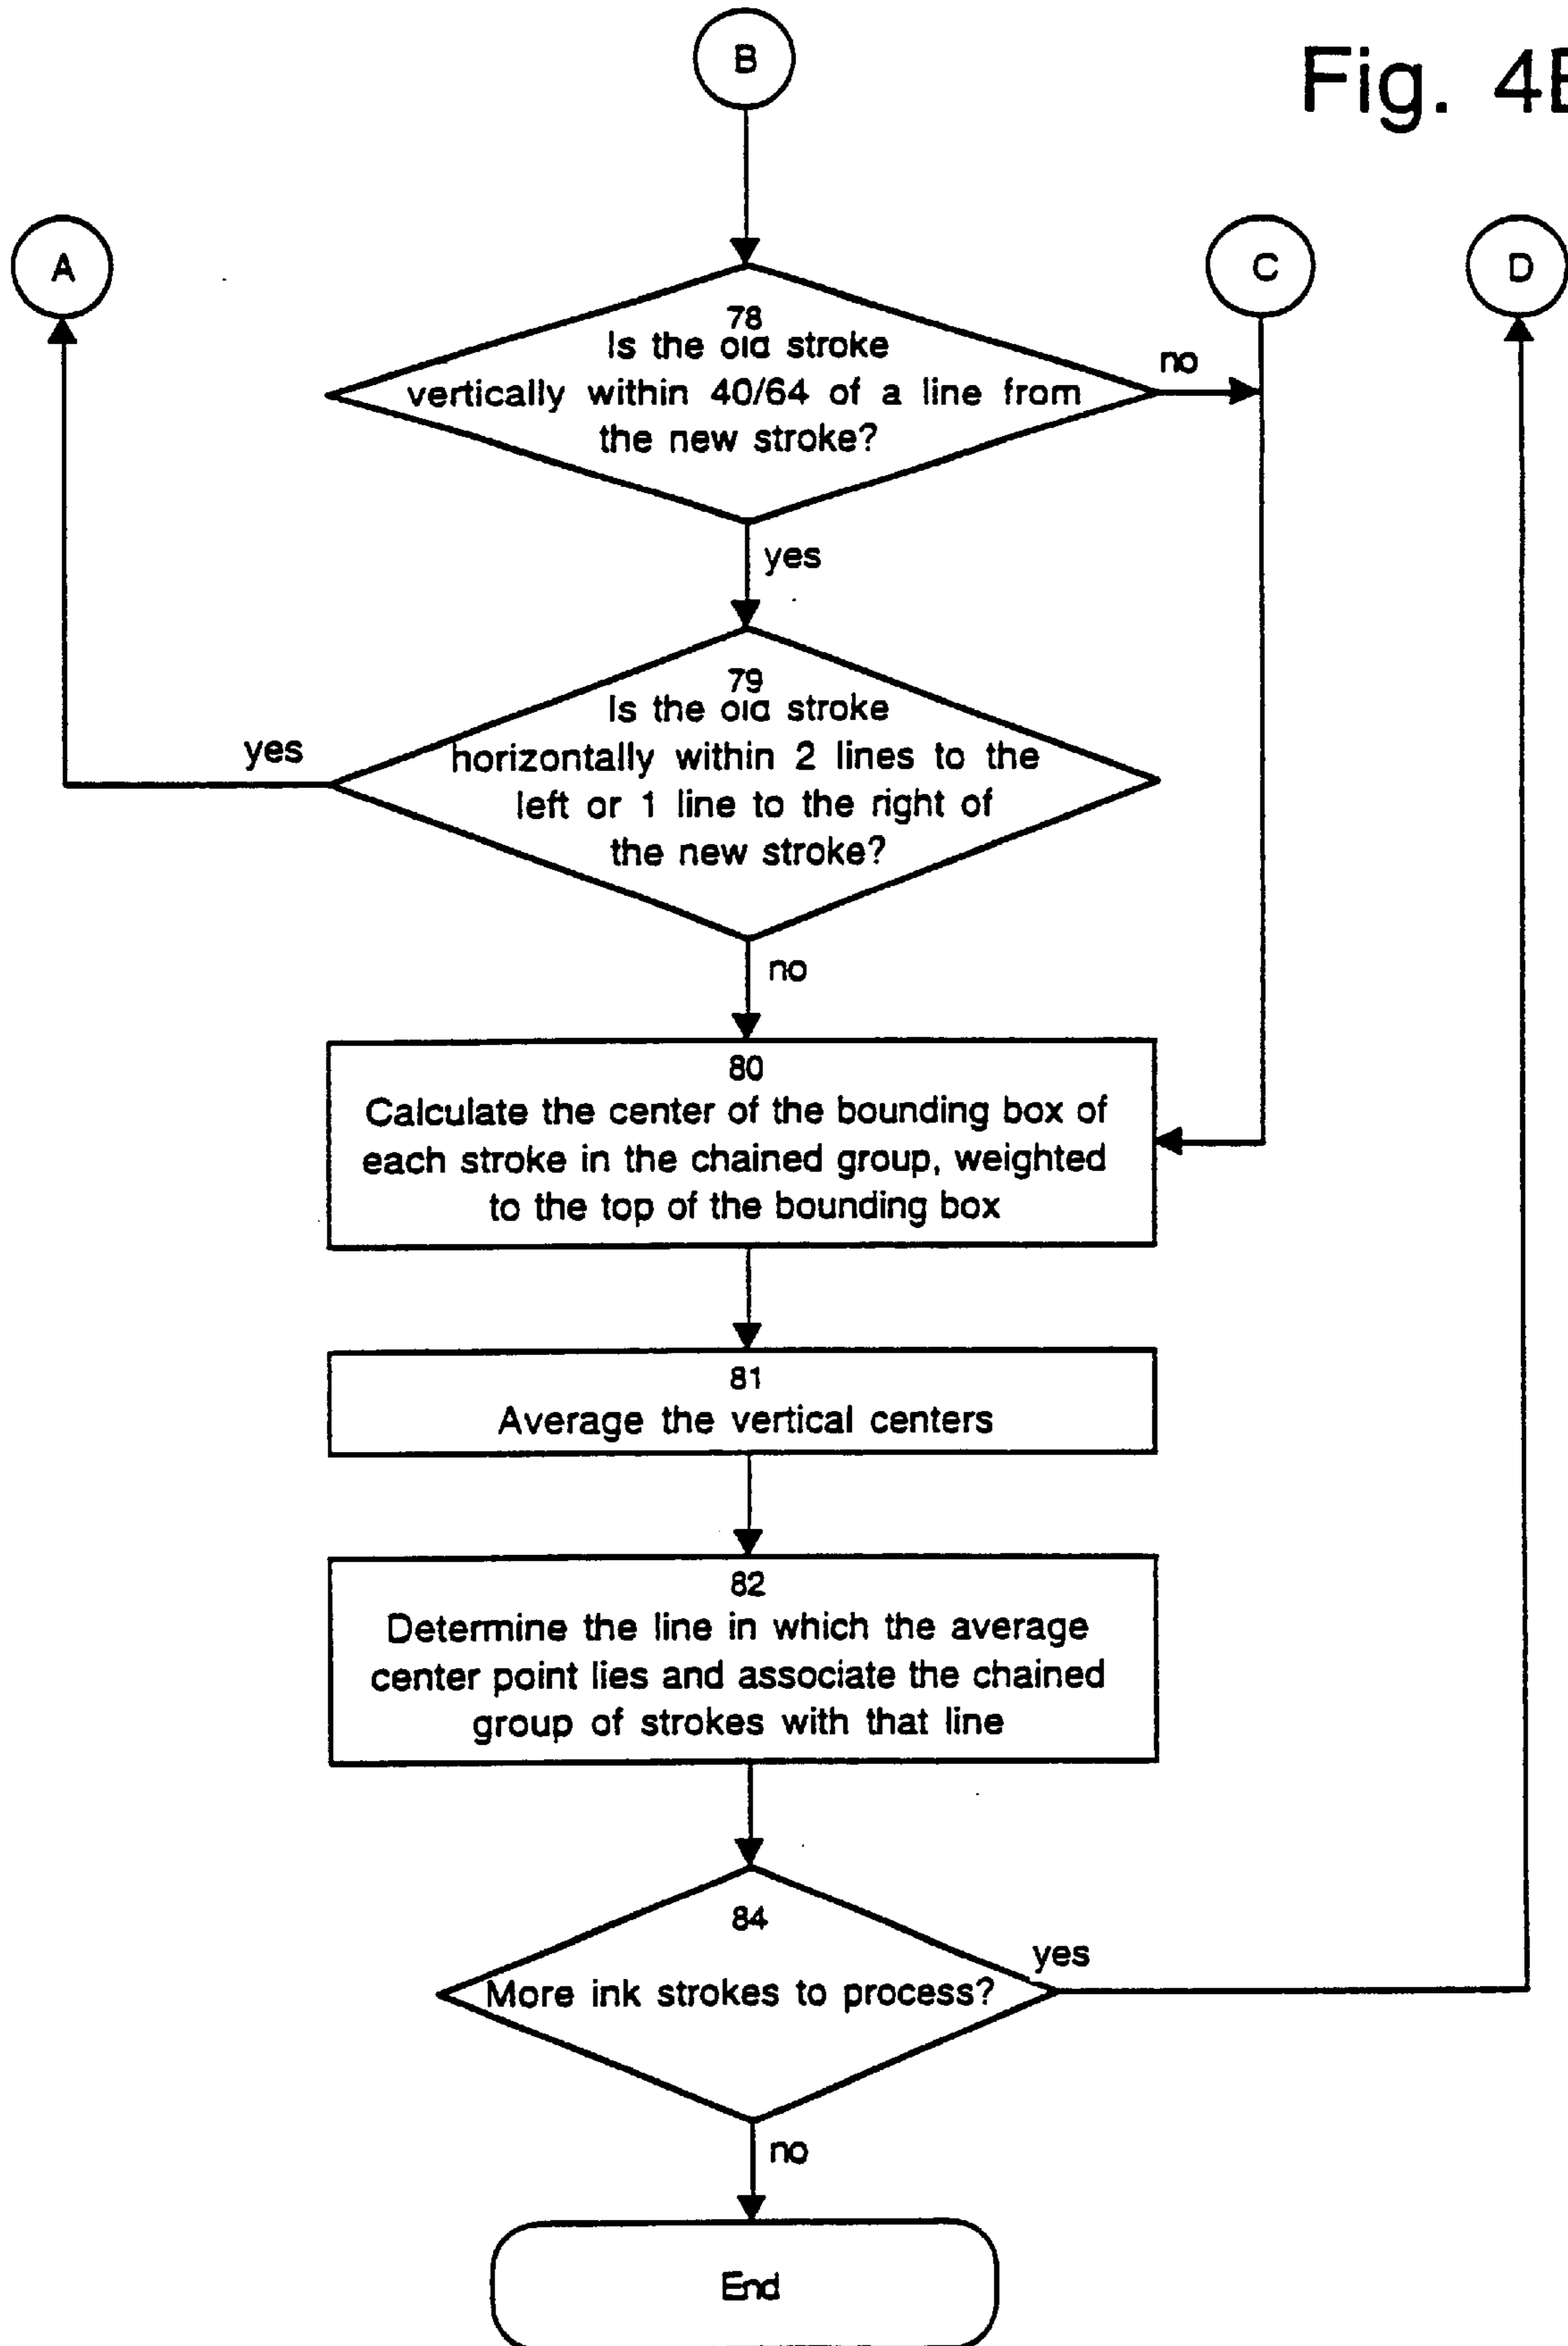 B
Fig. 4B
A
C
D
78
Is the old stroke
vertically within 40/64 of a line from
the new stroke?
no
yes
79
Is the old stroke
horizontally within 2 lines to the
left or 1 line to the right of
the new stroke?
yes
no
80
Calculate the center of the bounding box of
each stroke in the chained group, weighted
to the top of the bounding box
81
Average the vertical centers
82
Determine the line in which the average
center point lies and associate the chained
group of strokes with that line
84
More ink strokes to process?
yes
no
End